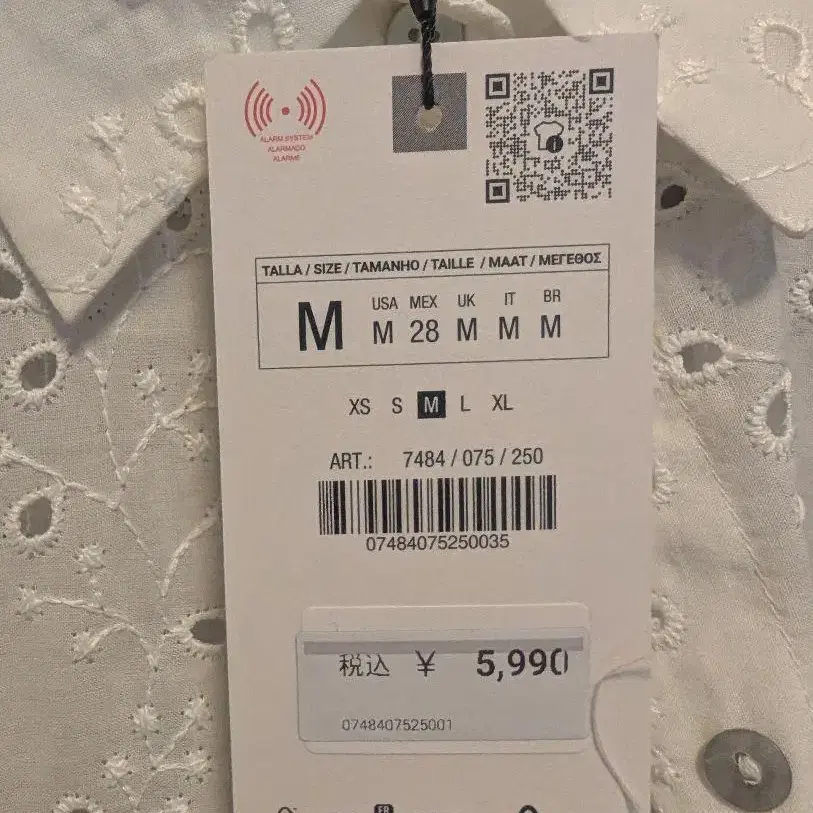 ALARM SYSTEM
ALARMADO
ALARME
TALLA / SIZE / TAMANHO / TAILLE / MAAT / ΜΕΓΕΘΟΣ
USA MEX UK IT BR
M M 28 M M M
XS S M L XL
ART.: 7484 / 075 / 250
07484075250035
税込 ¥ 5,990
0748407525001
FR